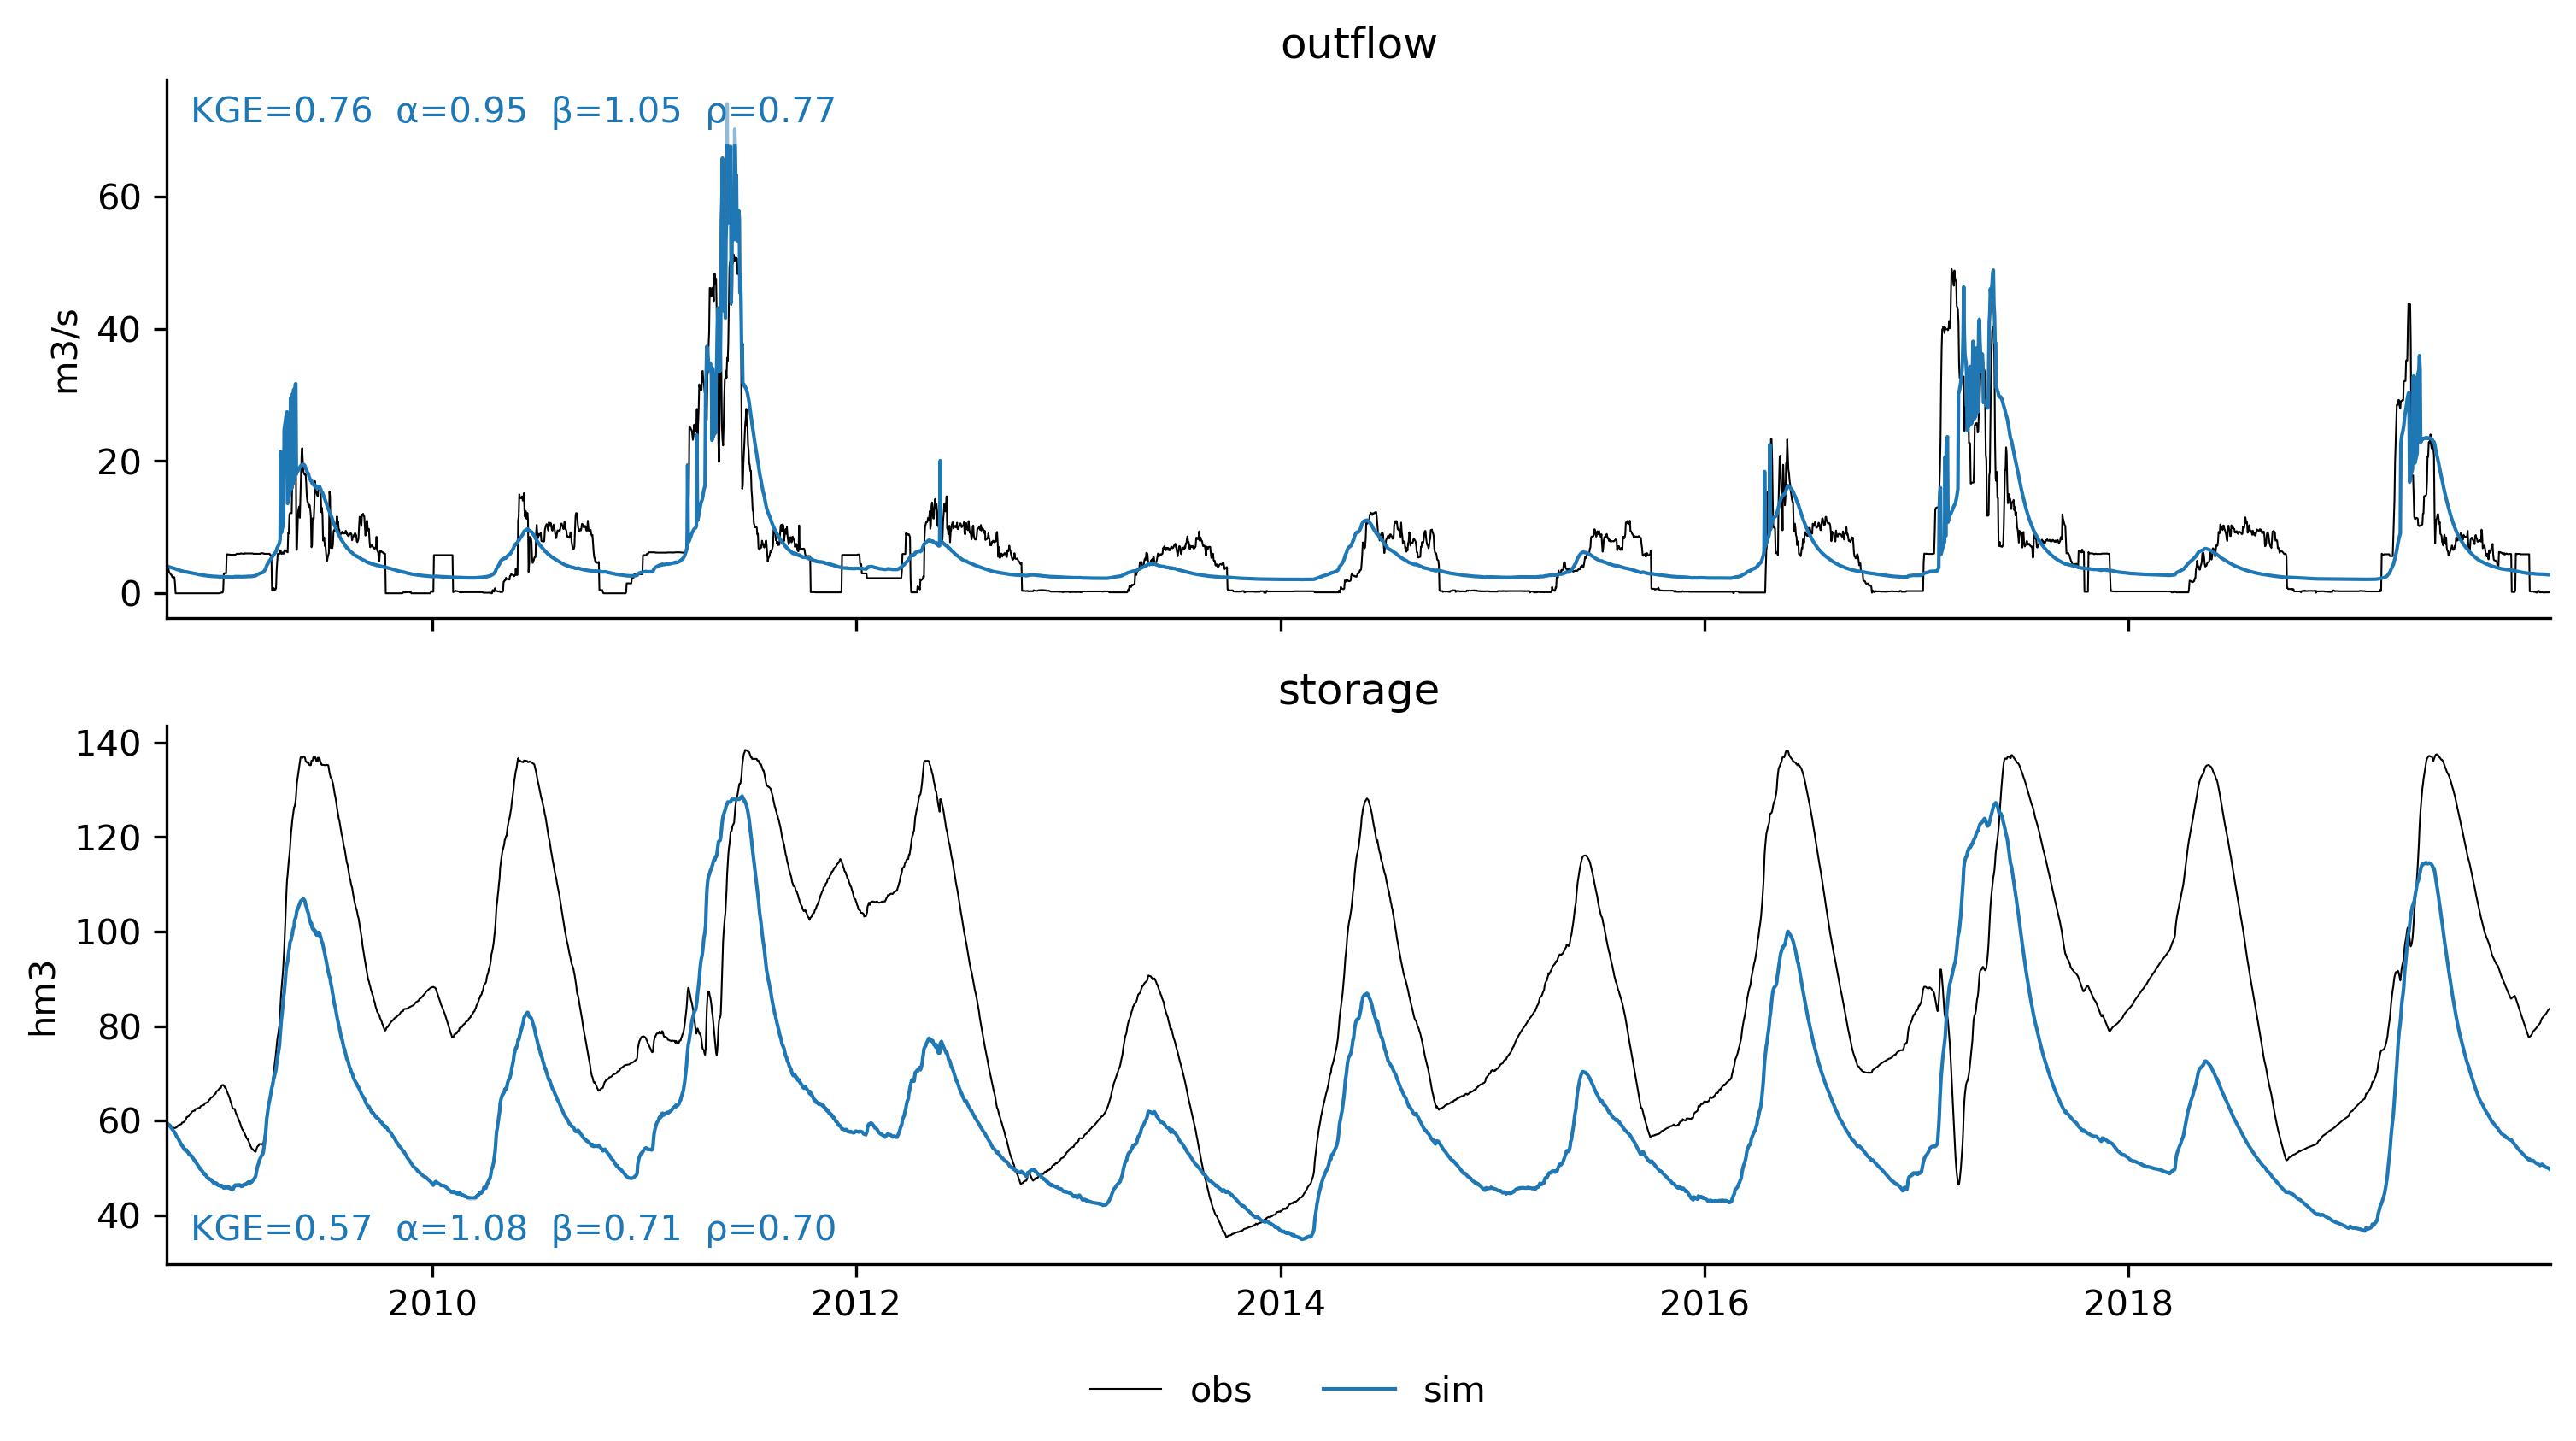 outflow
KGE=0.76 α=0.95 β=1.05 ρ=0.77
m3/s
60
40
20
0
storage
hm3
140
120
100
80
60
40
KGE=0.57 α=1.08 β=0.71 ρ=0.70
2010 2012 2014 2016 2018
obs sim